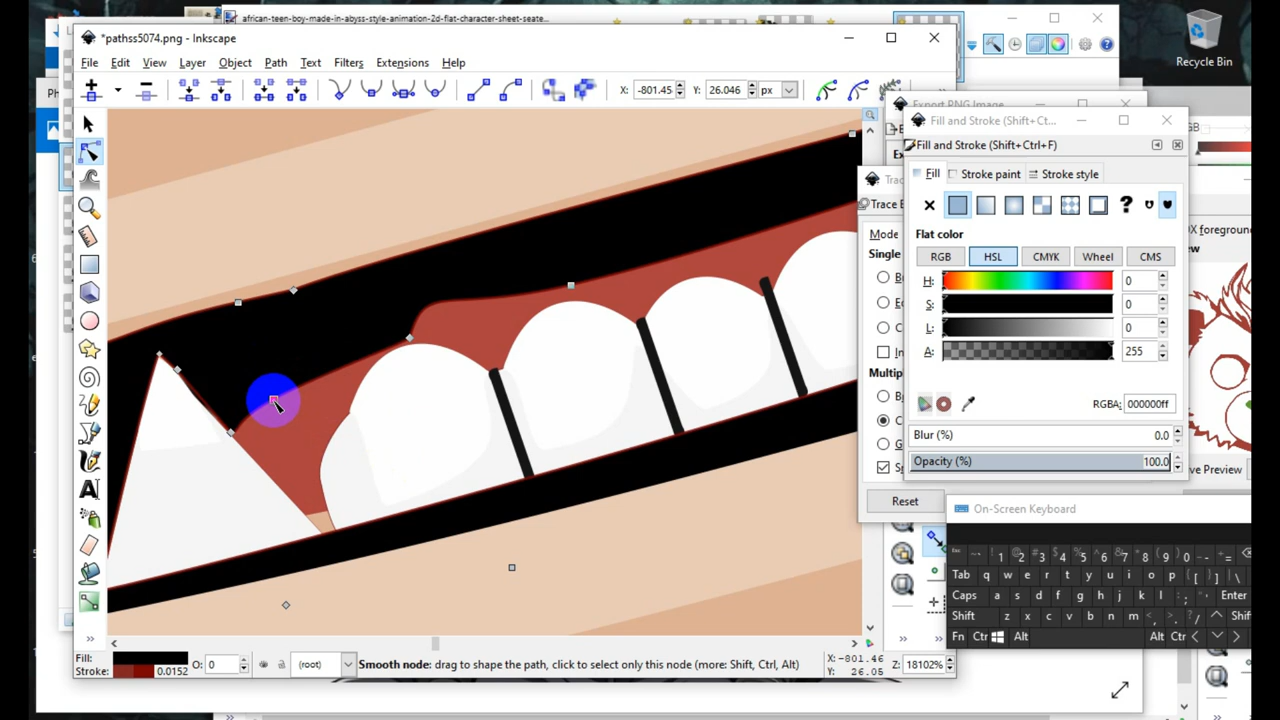 african-teen-boy-made-in-abyss-style-animation-2d-flat-character-sheet-seate...
*pathss5074.png - Inkscape
Recycle Bin
File Edit View Layer Object Path Text Filters Extensions Help
X: -801.45 Y: 26.046 px
Export PNG Image
Fill and Stroke (Shift+Ct...
Fill and Stroke (Shift+Ctrl+F)
Fill Stroke paint Stroke style
Flat color
RGB HSL CMYK Wheel CMS
H: 0
S: 0
L: 0
A: 255
RGBA: 000000ff
Blur (%) 0.0
Opacity (%) 100.0
Mode
Single
Reset
On-Screen Keyboard
Tab q w e r t y u i o p [ ] \
Caps a s d f g h j k l ; ' Enter
Shift z x c v b n m , . / Shif
Fn Ctr Alt Alt Ctr
Fill:
Stroke: 0.0152
O: 0
(root)
Smooth node: drag to shape the path, click to select only this node (more: Shift, Ctrl, Alt)
X: -801.46
Y: 26.05
Z: 18102%